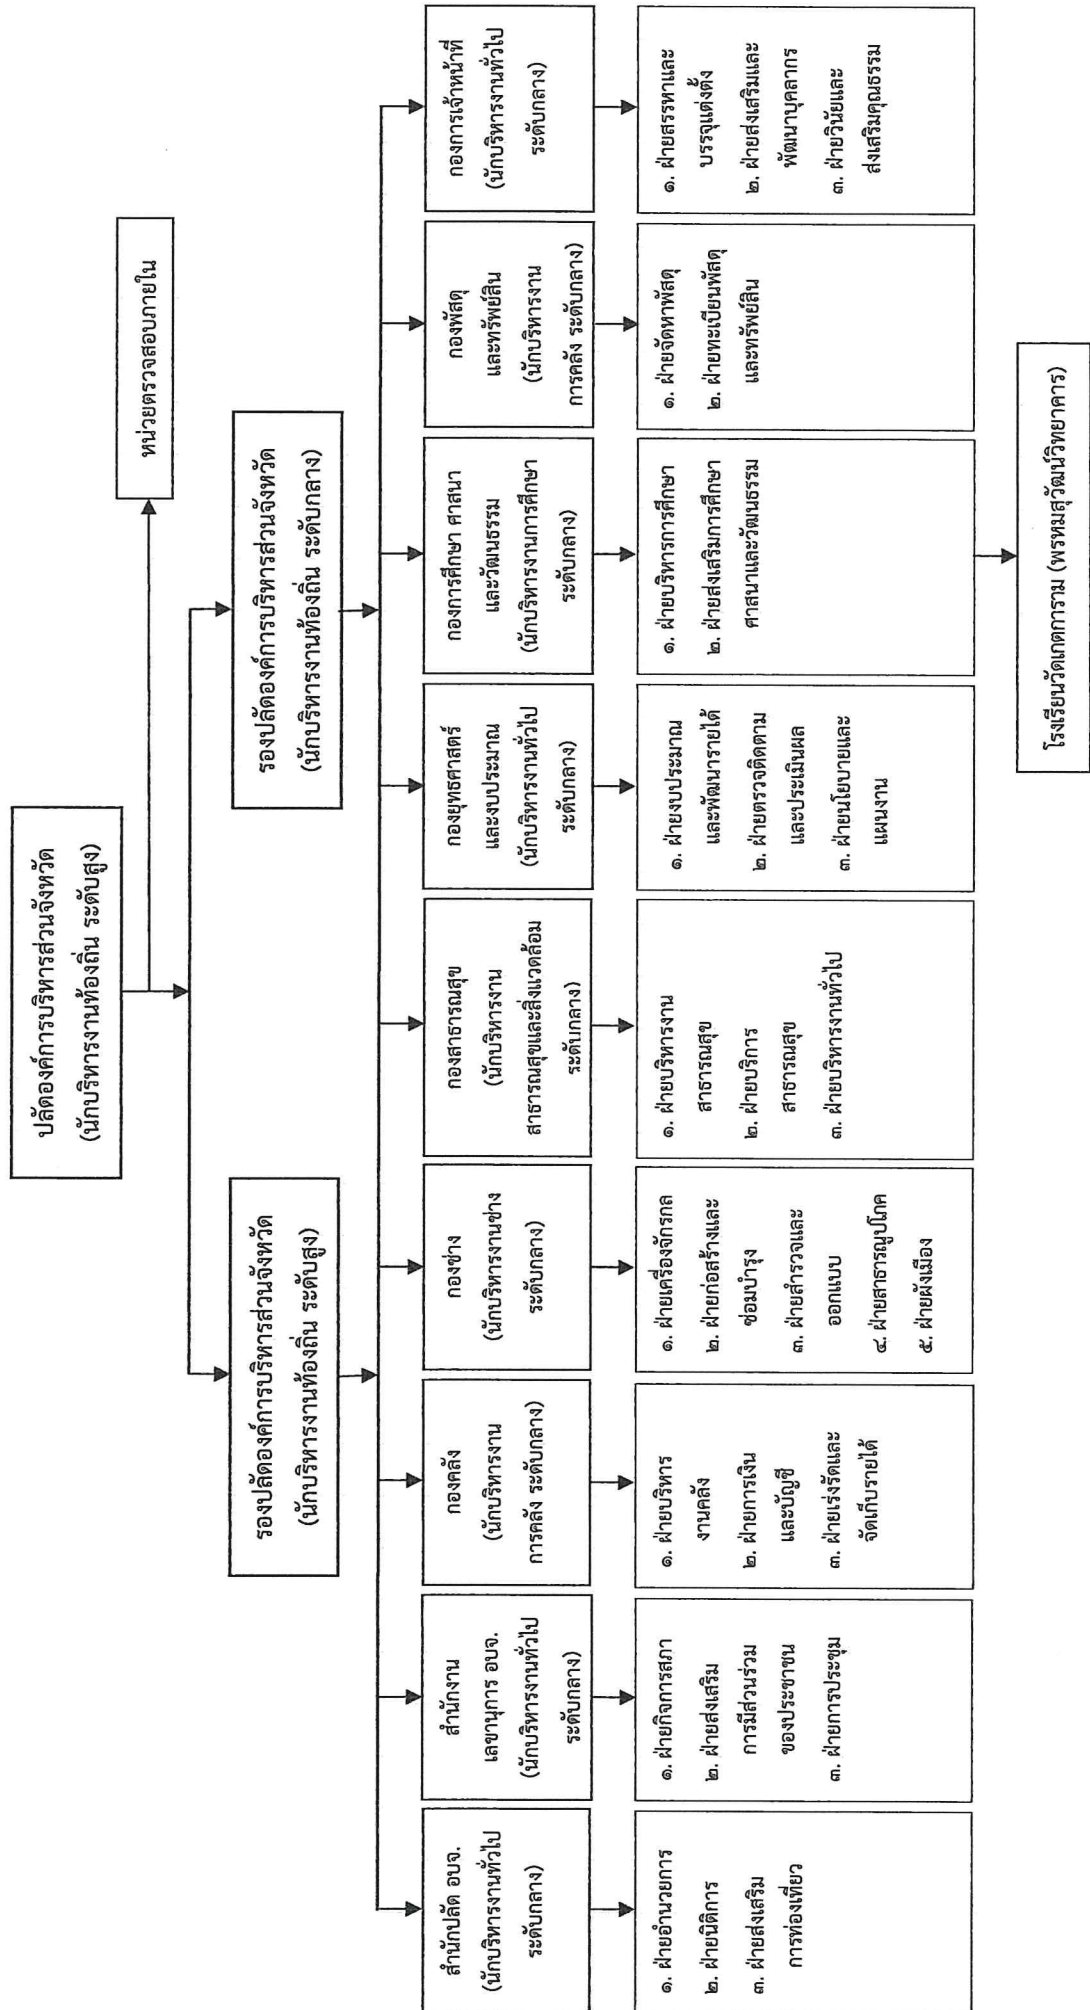 ปลัดองค์การบริหารส่วนจังหวัด
(นักบริหารงานท้องถิ่น ระดับสูง)
หน่วยตรวจสอบภายใน
รองปลัดองค์การบริหารส่วนจังหวัด
(นักบริหารงานท้องถิ่น ระดับสูง)
รองปลัดองค์การบริหารส่วนจังหวัด
(นักบริหารงานท้องถิ่น ระดับกลาง)
สำนักปลัด อบจ.
(นักบริหารงานทั่วไป
ระดับกลาง)
สำนักงาน
เลขานุการ อบจ.
(นักบริหารงานทั่วไป
ระดับกลาง)
กองคลัง
(นักบริหารงาน
การคลัง ระดับกลาง)
กองช่าง
(นักบริหารงานช่าง
ระดับกลาง)
กองสาธารณสุข
(นักบริหารงาน
สาธารณสุขและสิ่งแวดล้อม
ระดับกลาง)
กองยุทธศาสตร์
และงบประมาณ
(นักบริหารงานทั่วไป
ระดับกลาง)
กองการศึกษา ศาสนา
และวัฒนธรรม
(นักบริหารงานการศึกษา
ระดับกลาง)
กองพัสดุ
และทรัพย์สิน
(นักบริหารงาน
การคลัง ระดับกลาง)
กองการเจ้าหน้าที่
(นักบริหารงานทั่วไป
ระดับกลาง)
๑. ฝ่ายอำนวยการ
๒. ฝ่ายนิติการ
๓. ฝ่ายส่งเสริม
การท่องเที่ยว
๑. ฝ่ายกิจการสภา
๒. ฝ่ายส่งเสริม
การมีส่วนร่วม
ของประชาชน
๓. ฝ่ายการประชุม
๑. ฝ่ายบริหาร
งานคลัง
๒. ฝ่ายการเงิน
และบัญชี
๓. ฝ่ายเร่งรัดและ
จัดเก็บรายได้
๑. ฝ่ายเครื่องจักรกล
๒. ฝ่ายก่อสร้างและ
ซ่อมบำรุง
๓. ฝ่ายสำรวจและ
ออกแบบ
๔. ฝ่ายสาธารณูปโภค
๕. ฝ่ายผังเมือง
๑. ฝ่ายบริหารงาน
สาธารณสุข
๒. ฝ่ายบริการ
สาธารณสุข
๓. ฝ่ายบริหารงานทั่วไป
๑. ฝ่ายงบประมาณ
และพัฒนารายได้
๒. ฝ่ายตรวจติดตาม
และประเมินผล
๓. ฝ่ายนโยบายและ
แผนงาน
๑. ฝ่ายบริหารการศึกษา
๒. ฝ่ายส่งเสริมการศึกษา
ศาสนาและวัฒนธรรม
๑. ฝ่ายจัดหาพัสดุ
๒. ฝ่ายทะเบียนพัสดุ
และทรัพย์สิน
๑. ฝ่ายสรรหาและ
บรรจุแต่งตั้ง
๒. ฝ่ายส่งเสริมและ
พัฒนาบุคลากร
๓. ฝ่ายวินัยและ
ส่งเสริมคุณธรรม
โรงเรียนวัดเกตการาม (พรหมสุวัฒน์วิทยาคาร)